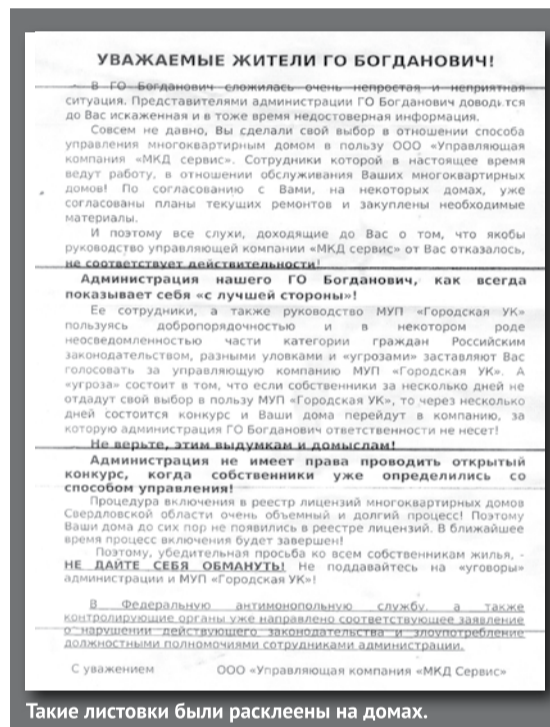 УВАЖАЕМЫЕ ЖИТЕЛИ ГО БОГДАНОВИЧ!
В ГО Богданович сложилась очень непростая и неприятная
ситуация. Представителями администрации ГО Богданович доводится
до Вас искаженная и в тоже время недостоверная информация.
Совсем не давно, Вы сделали свой выбор в отношении способа
управления многоквартирным домом в пользу ООО «Управляющая
компания «МКД сервис». Сотрудники которой в настоящее время
ведут работу, в отношении обслуживания Ваших многоквартирных
домов! По согласованию с Вами, на некоторых домах, уже
согласованы планы текущих ремонтов и закуплены необходимые
материалы.
И поэтому все слухи, доходящие до Вас о том, что якобы
руководство управляющей компании «МКД сервис» от Вас отказалось,
не соответствует действительности!
Администрация нашего ГО Богданович, как всегда
показывает себя «с лучшей стороны»!
Ее сотрудники, а также руководство МУП «Городская УК»
пользуясь добропорядочностью и в некотором роде
неосведомленностью части категории граждан Российским
законодательством, разными уловками и «угрозами» заставляют Вас
голосовать за управляющую компанию МУП «Городская УК». А
«угроза» состоит в том, что если собственники за несколько дней не
отдадут свой выбор в пользу МУП «Городская УК», то через несколько
дней состоится конкурс и Ваши дома перейдут в компанию, за
которую администрация ГО Богданович ответственности не несет!
Не верьте, этим выдумкам и домыслам!
Администрация не имеет права проводить открытый
конкурс, когда собственники уже определились со
способом управления!
Процедура включения в реестр лицензий многоквартирных домов
Свердловской области очень объемный и долгий процесс! Поэтому
Ваши дома до сих пор не появились в реестре лицензий. В ближайшее
время процесс включения будет завершен!
Поэтому, убедительная просьба ко всем собственникам жилья, -
НЕ ДАЙТЕ СЕБЯ ОБМАНУТЬ! Не поддавайтесь на «уговоры»
администрации и МУП «Городская УК»!
В Федеральную антимонопольную службу, а также
контролирующие органы уже направлено соответствующее заявление
о нарушении действующего законодательства и злоупотребление
должностными полномочиями сотрудниками администрации.
С уважением ООО «Управляющая компания «МКД Сервис»
Такие листовки были расклеены на домах.